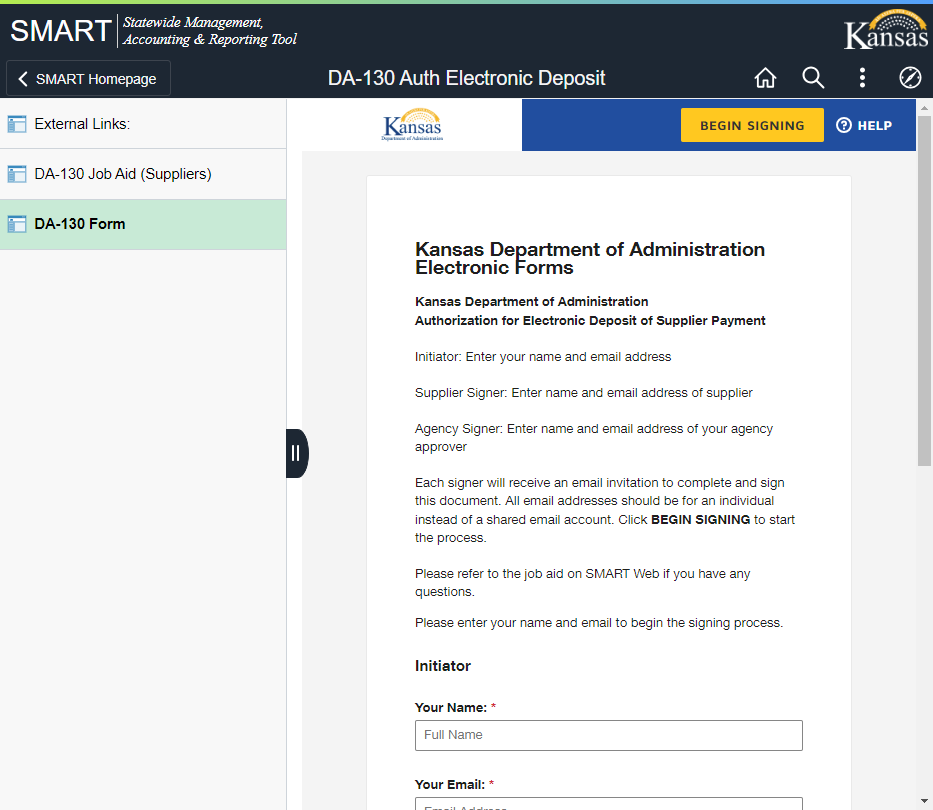 SMART
Statewide Management,
Accounting & Reporting Tool
Kansas
SMART Homepage
DA-130 Auth Electronic Deposit
External Links:
DA-130 Job Aid (Suppliers)
DA-130 Form
Kansas
Department of Administration
BEGIN SIGNING
HELP
Kansas Department of Administration
Electronic Forms
Kansas Department of Administration
Authorization for Electronic Deposit of Supplier Payment
Initiator: Enter your name and email address
Supplier Signer: Enter name and email address of supplier
Agency Signer: Enter name and email address of your agency
approver
Each signer will receive an email invitation to complete and sign
this document. All email addresses should be for an individual
instead of a shared email account. Click BEGIN SIGNING to start
the process.
Please refer to the job aid on SMART Web if you have any
questions.
Please enter your name and email to begin the signing process.
Initiator
Your Name: *
Full Name
Your Email: *
Email Address